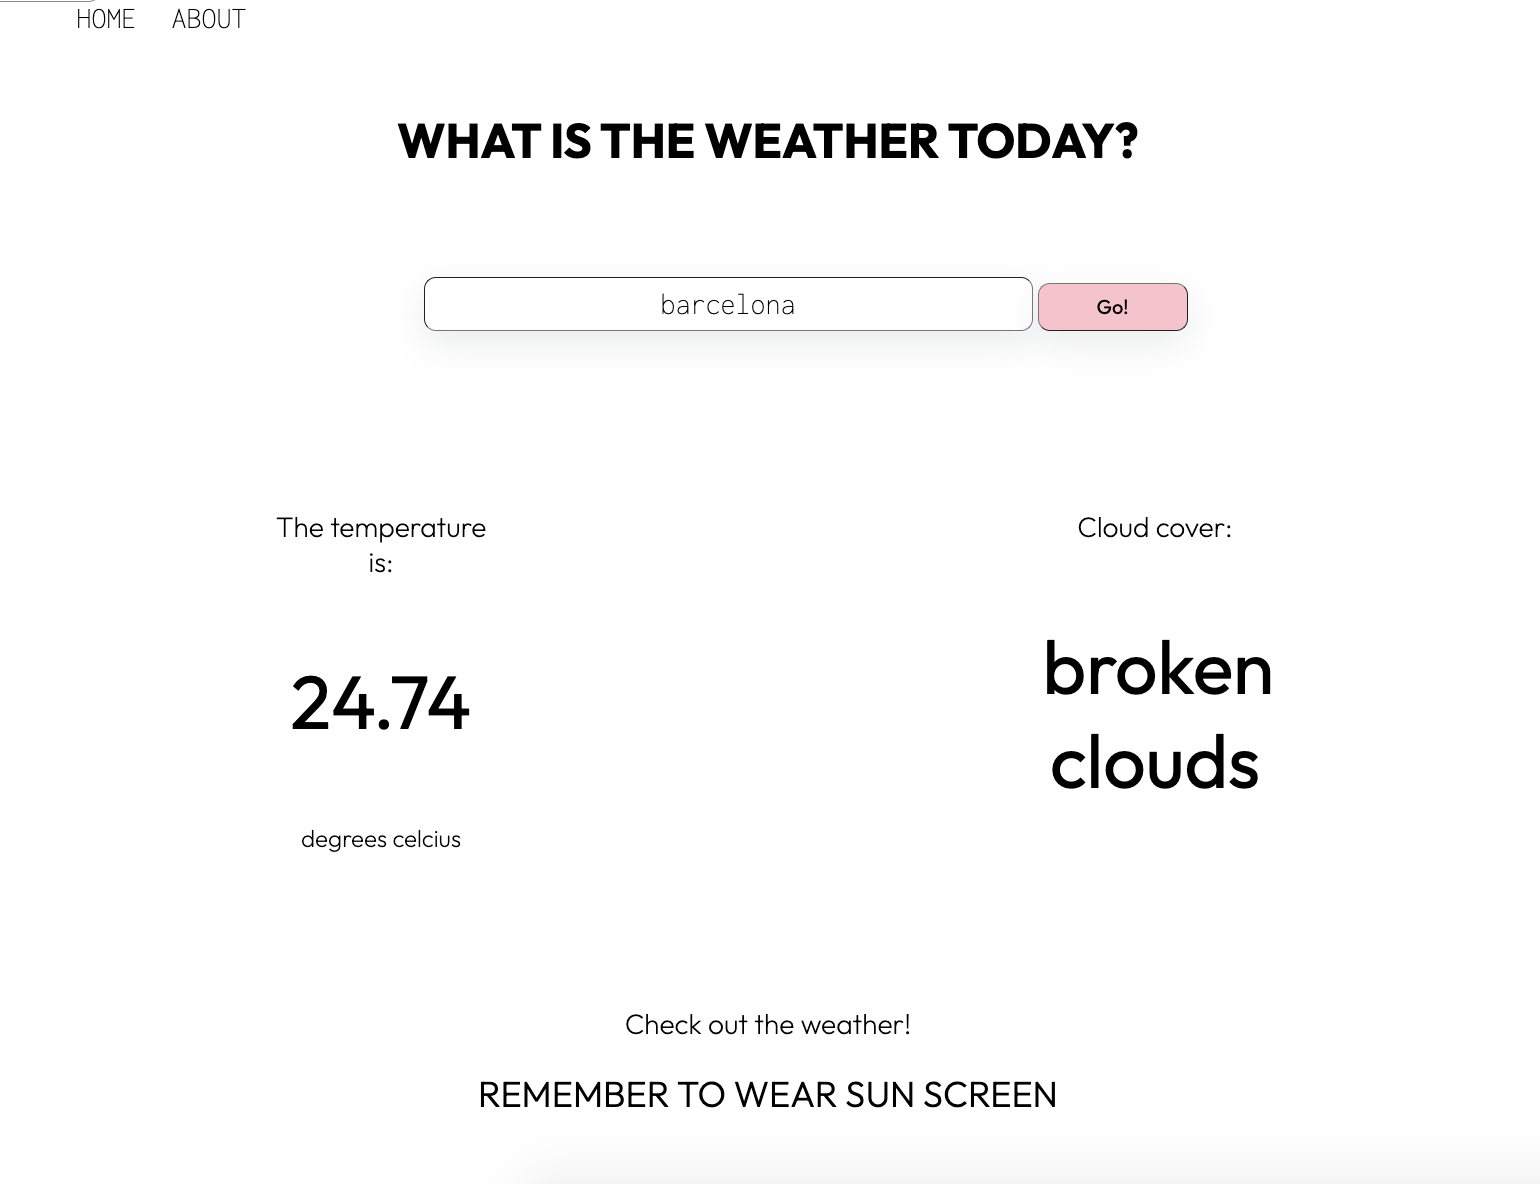 HOME ABOUT
WHAT IS THE WEATHER TODAY?
barcelona Go!
The temperature
is:
24.74
degrees celcius
Cloud cover:
broken
clouds
Check out the weather!
REMEMBER TO WEAR SUN SCREEN